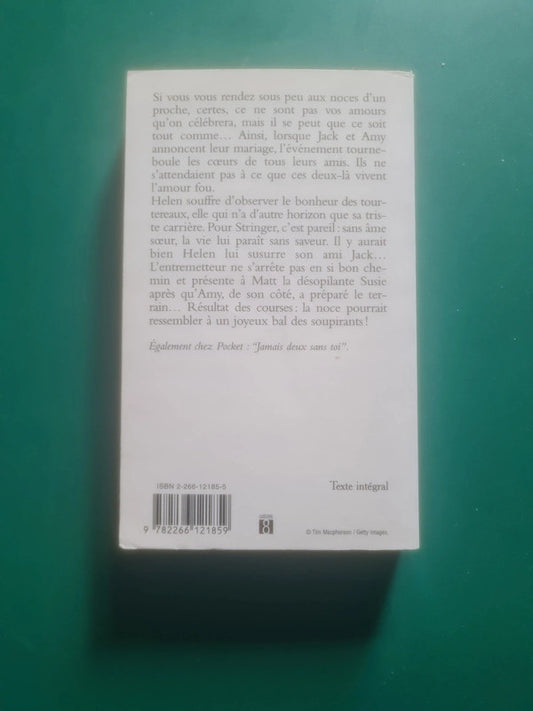 Si vous vous rendez sous peu aux noces d'un
proche, certes, ce ne sont pas vos amours
qu'on célébrera, mais il se peut que ce soit
tout comme… Ainsi, lorsque Jack et Amy
annoncent leur mariage, l'événement tourne-
boule les cœurs de tous leurs amis. Ils ne
s'attendaient pas à ce que ces deux-là vivent
l'amour fou.
Helen souffre d'observer le bonheur des tour-
tereaux, elle qui n'a d'autre horizon que sa tris-
te carrière. Pour Stringer, c'est pareil : sans âme
sœur, la vie lui paraît sans saveur. Il y aurait
bien Helen lui susurre son ami Jack…
L'entremetteur ne s'arrête pas en si bon che-
min et présente à Matt la désopilante Susie
après qu'Amy, de son côté, a préparé le ter-
rain… Résultat des courses : la noce pourrait
ressembler à un joyeux bal des soupirants !
Également chez Pocket : "Jamais deux sans toi".
ISBN 2-266-12185-5
Texte intégral
9 782266 121859
© Tim Macpherson / Getty Images.